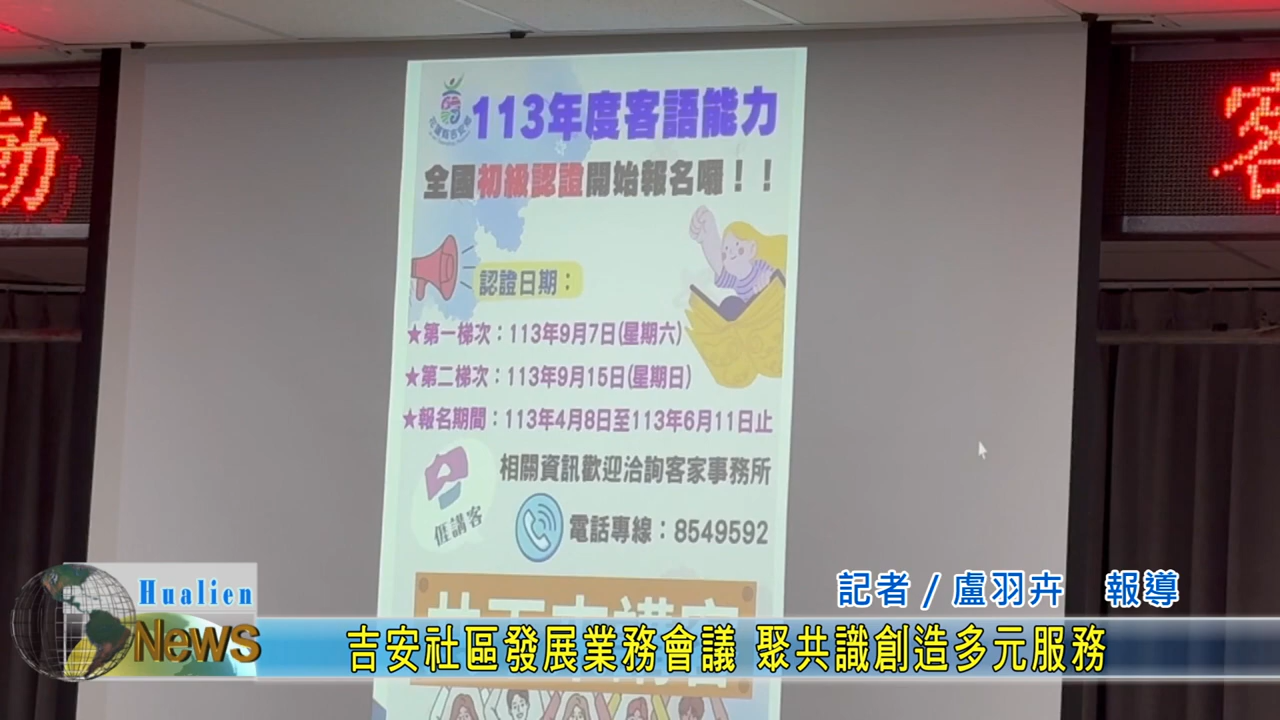 動
客
113年度客語能力
全國初級認證開始報名囉！！
認證日期：
★第一梯次：113年9月7日(星期六)
★第二梯次：113年9月15日(星期日)
★報名期間：113年4月8日至113年6月11日止
相關資訊歡迎洽詢客家事務所
𠊎講客
電話專線：8549592
記者／盧羽卉 報導
Hualien
News
吉安社區發展業務會議 聚共識創造多元服務